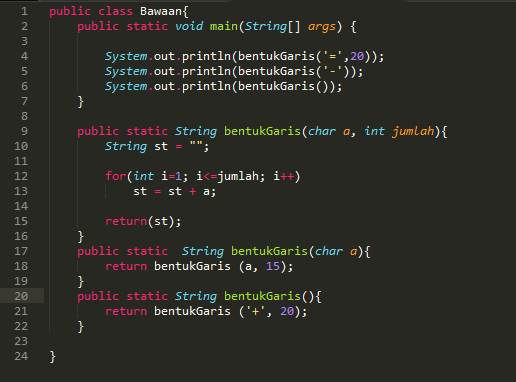 1 public class Bawaan{
2     public static void main(String[] args) {
3
4         System.out.println(bentukGaris('=',20));
5         System.out.println(bentukGaris('-'));
6         System.out.println(bentukGaris());
7     }
8
9     public static String bentukGaris(char a, int jumlah){
10         String st = "";
11
12         for(int i=1; i<=jumlah; i++)
13             st = st + a;
14
15         return(st);
16     }
17     public static  String bentukGaris(char a){
18         return bentukGaris (a, 15);
19     }
20     public static String bentukGaris(){
21         return bentukGaris ('+', 20);
22     }
23
24 }